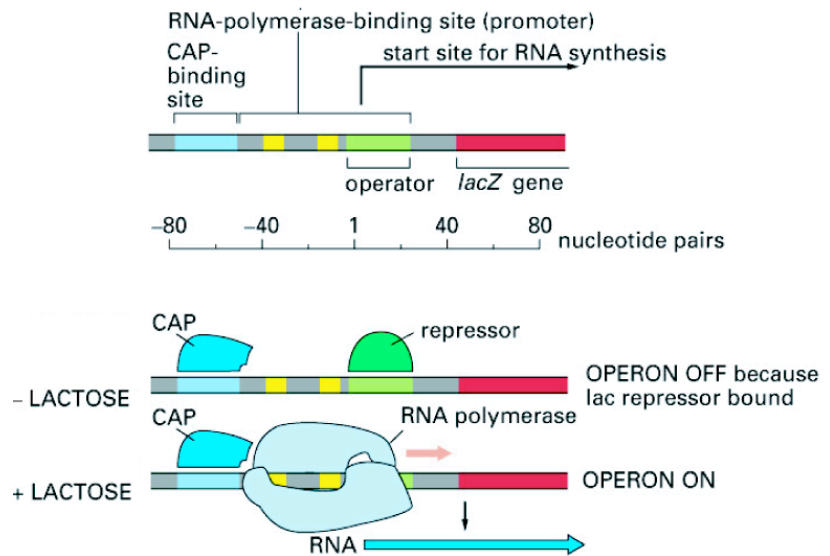 RNA-polymerase-binding site (promoter)
CAP-
binding
site
start site for RNA synthesis
operator
lacZ gene
−80 −40 1 40 80 nucleotide pairs
CAP
repressor
− LACTOSE
OPERON OFF because
lac repressor bound
CAP
RNA polymerase
+ LACTOSE
OPERON ON
RNA